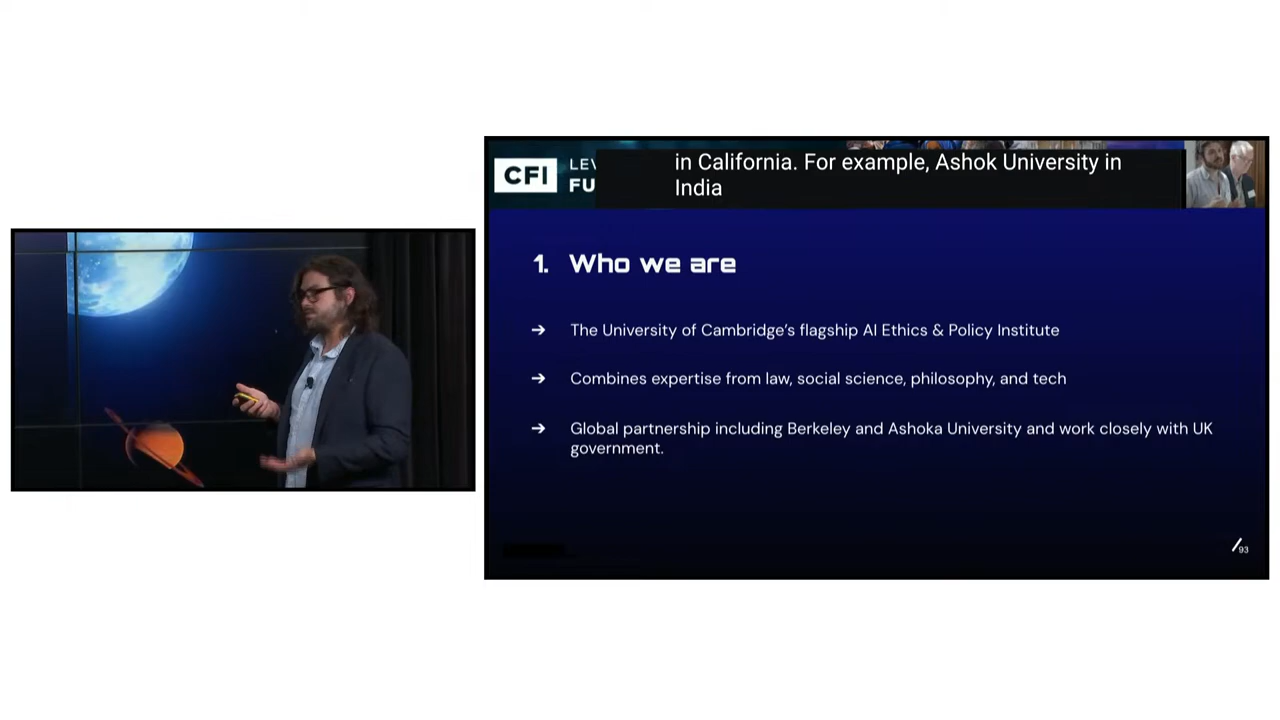 CFI
LEV
FU
in California. For example, Ashok University in
India
1. Who we are
➔ The University of Cambridge's flagship AI Ethics & Policy Institute
➔ Combines expertise from law, social science, philosophy, and tech
➔ Global partnership including Berkeley and Ashoka University and work closely with UK
government.
/93